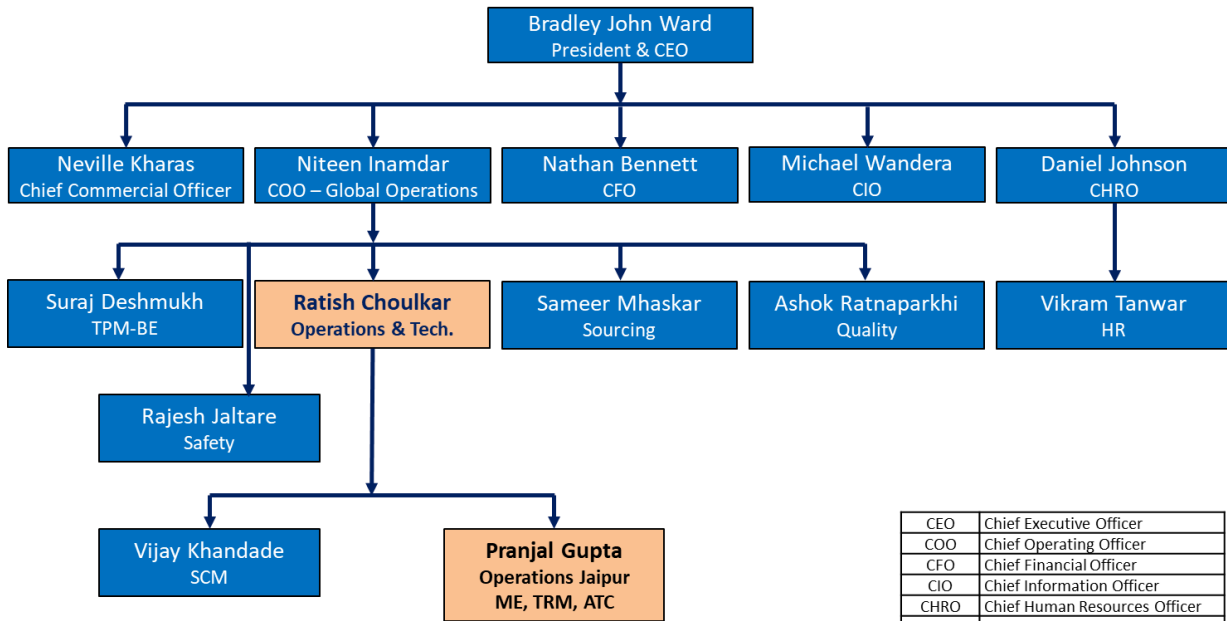 Bradley John Ward
President & CEO
Neville Kharas
Chief Commercial Officer
Niteen Inamdar
COO – Global Operations
Nathan Bennett
CFO
Michael Wandera
CIO
Daniel Johnson
CHRO
Suraj Deshmukh
TPM-BE
Ratish Choulkar
Operations & Tech.
Sameer Mhaskar
Sourcing
Ashok Ratnaparkhi
Quality
Vikram Tanwar
HR
Rajesh Jaltare
Safety
Vijay Khandade
SCM
Pranjal Gupta
Operations Jaipur
ME, TRM, ATC
CEO Chief Executive Officer
COO Chief Operating Officer
CFO Chief Financial Officer
CIO Chief Information Officer
CHRO Chief Human Resources Officer